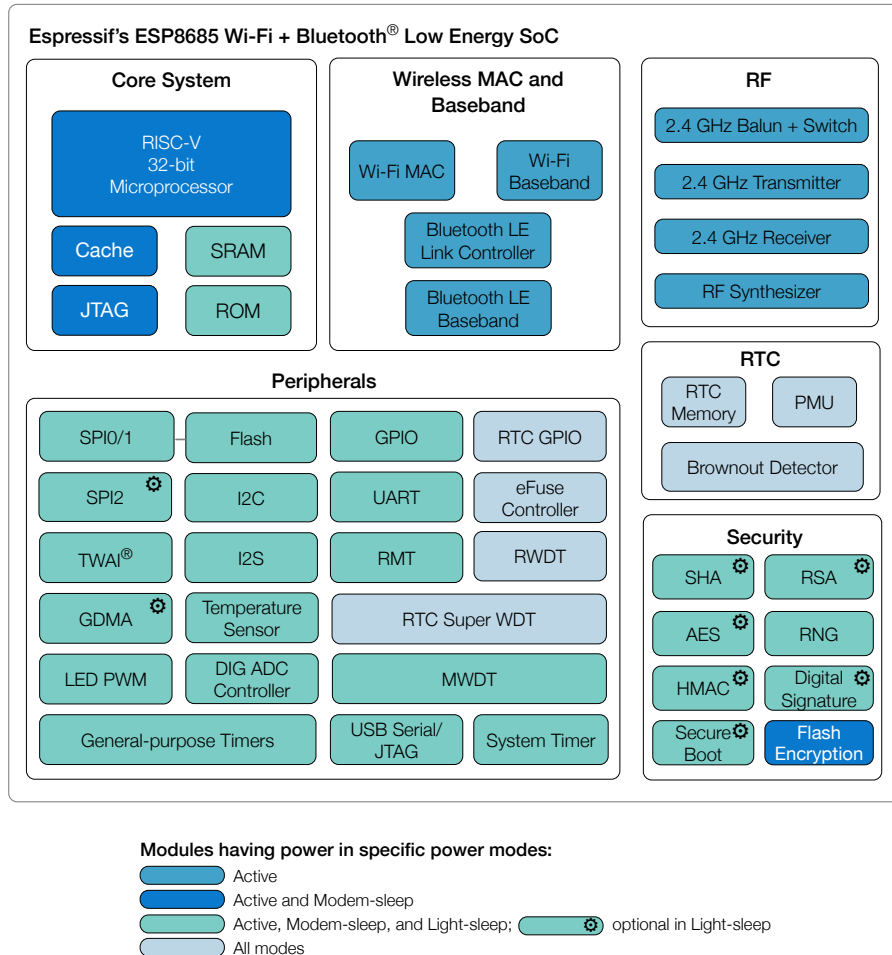 Espressif's ESP8685 Wi-Fi + Bluetooth® Low Energy SoC
Core System
RISC-V
32-bit
Microprocessor
Cache
SRAM
JTAG
ROM
Wireless MAC and
Baseband
Wi-Fi MAC
Wi-Fi
Baseband
Bluetooth LE
Link Controller
Bluetooth LE
Baseband
RF
2.4 GHz Balun + Switch
2.4 GHz Transmitter
2.4 GHz Receiver
RF Synthesizer
RTC
RTC
Memory
PMU
Brownout Detector
Peripherals
SPI0/1
Flash
GPIO
RTC GPIO
SPI2
I2C
UART
eFuse
Controller
TWAI®
I2S
RMT
RWDT
GDMA
Temperature
Sensor
RTC Super WDT
LED PWM
DIG ADC
Controller
MWDT
General-purpose Timers
USB Serial/
JTAG
System Timer
Security
SHA
RSA
AES
RNG
HMAC
Digital
Signature
Secure
Boot
Flash
Encryption
Modules having power in specific power modes:
Active
Active and Modem-sleep
Active, Modem-sleep, and Light-sleep; optional in Light-sleep
All modes